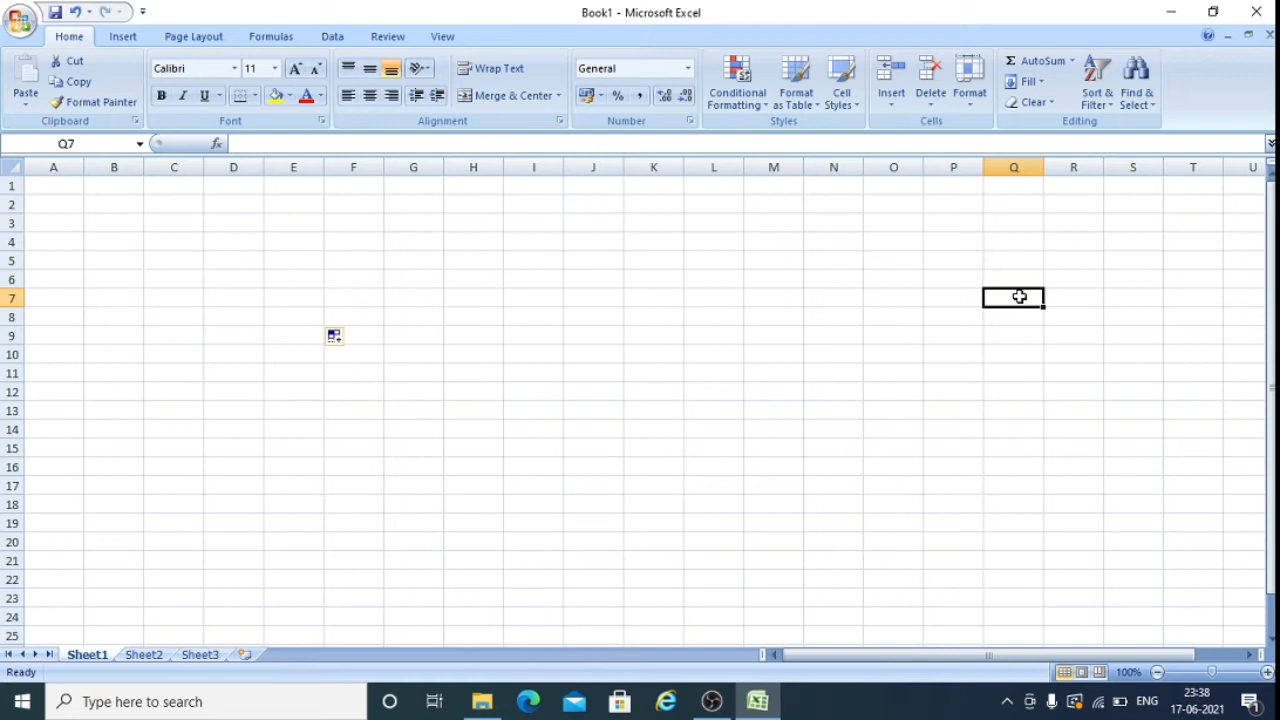 Book1 - Microsoft Excel
Home Insert Page Layout Formulas Data Review View
Paste
Cut
Copy
Format Painter
Clipboard
Calibri 11
B I U
Font
Wrap Text
Merge & Center
Alignment
General
% ,
Number
Conditional Formatting
Format as Table
Cell Styles
Styles
Insert Delete Format
Cells
Σ AutoSum
Fill
Clear
Sort & Filter
Find & Select
Editing
Q7 fx
A B C D E F G H I J K L M N O P Q R S T U
1
2
3
4
5
6
7
8
9
10
11
12
13
14
15
16
17
18
19
20
21
22
23
24
25
Sheet1 Sheet2 Sheet3
Ready 100%
Type here to search
ENG
23:38
17-06-2021
1